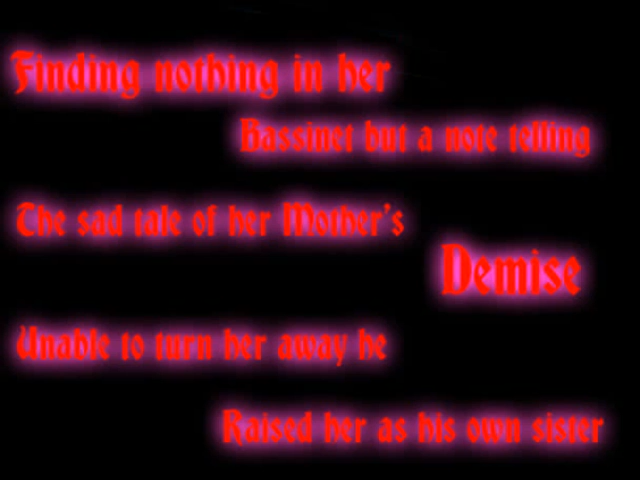 Finding nothing in her
Bassinet but a note telling
The sad tale of her Mother's
Demise
Unable to turn her away he
Raised her as his own sister